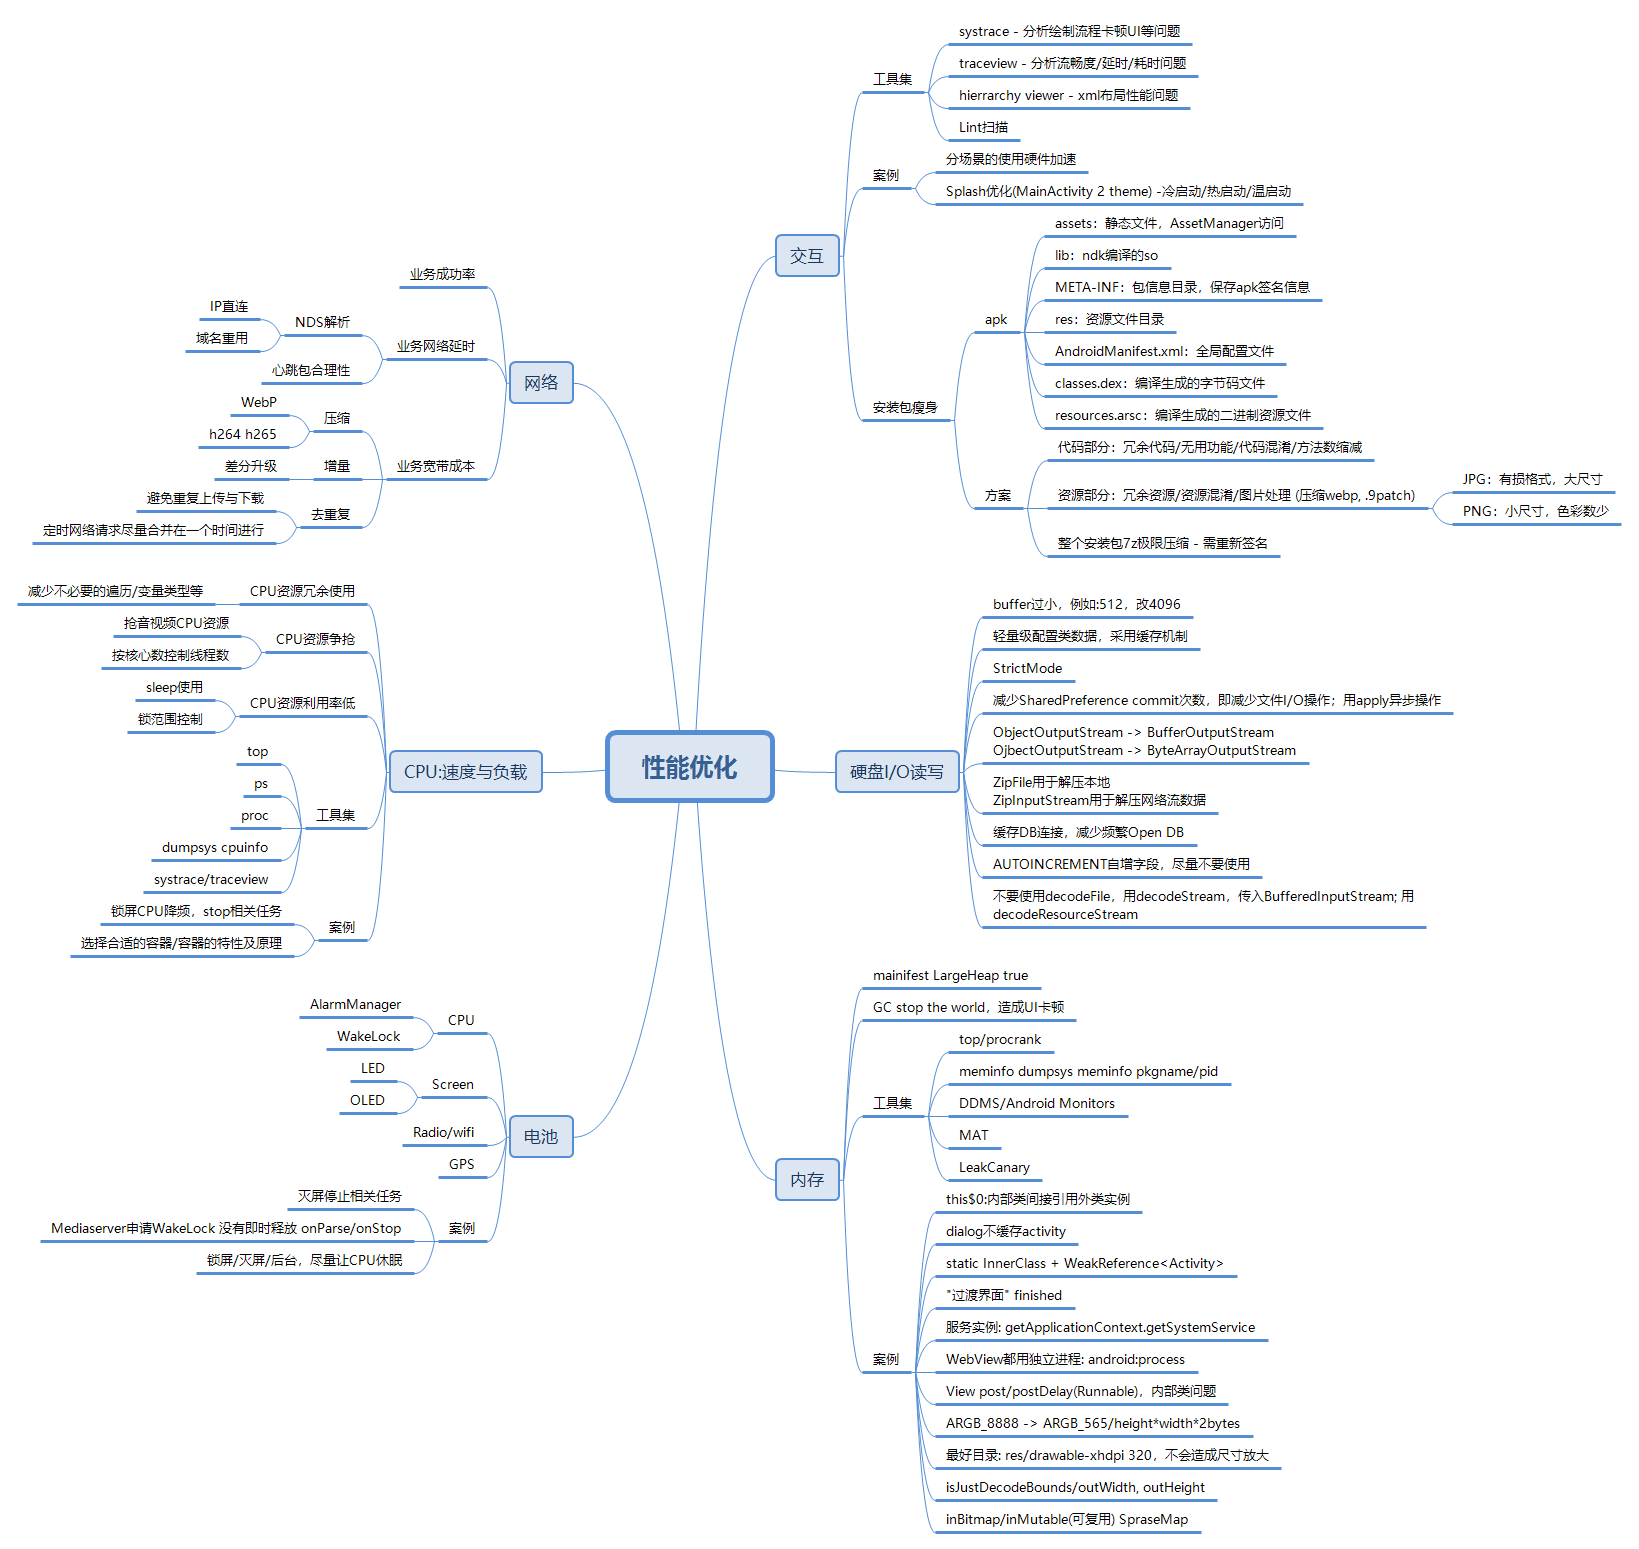 性能优化
交互
工具集
systrace - 分析绘制流程卡顿UI等问题
traceview - 分析流畅度/延时/耗时问题
hierrarchy viewer - xml布局性能问题
Lint扫描
案例
分场景的使用硬件加速
Splash优化(MainActivity 2 theme) -冷启动/热启动/温启动
安装包瘦身
apk
assets：静态文件，AssetManager访问
lib：ndk编译的so
META-INF：包信息目录，保存apk签名信息
res：资源文件目录
AndroidManifest.xml：全局配置文件
classes.dex：编译生成的字节码文件
resources.arsc：编译生成的二进制资源文件
方案
代码部分：冗余代码/无用功能/代码混淆/方法数缩减
资源部分：冗余资源/资源混淆/图片处理 (压缩webp, .9patch)
JPG：有损格式，大尺寸
PNG：小尺寸，色彩数少
整个安装包7z极限压缩 - 需重新签名
硬盘I/O读写
buffer过小，例如:512，改4096
轻量级配置类数据，采用缓存机制
StrictMode
减少SharedPreference commit次数，即减少文件I/O操作；用apply异步操作
ObjectOutputStream -> BufferOutputStream
OjbectOutputStream -> ByteArrayOutputStream
ZipFile用于解压本地
ZipInputStream用于解压网络流数据
缓存DB连接，减少频繁Open DB
AUTOINCREMENT自增字段，尽量不要使用
不要使用decodeFile，用decodeStream，传入BufferedInputStream; 用
decodeResourceStream
内存
mainifest LargeHeap true
GC stop the world，造成UI卡顿
工具集
top/procrank
meminfo dumpsys meminfo pkgname/pid
DDMS/Android Monitors
MAT
LeakCanary
案例
this$0:内部类间接引用外类实例
dialog不缓存activity
static InnerClass + WeakReference<Activity>
"过渡界面" finished
服务实例: getApplicationContext.getSystemService
WebView都用独立进程: android:process
View post/postDelay(Runnable)，内部类问题
ARGB_8888 -> ARGB_565/height*width*2bytes
最好目录: res/drawable-xhdpi 320，不会造成尺寸放大
isJustDecodeBounds/outWidth, outHeight
inBitmap/inMutable(可复用) SpraseMap
网络
业务成功率
业务网络延时
NDS解析
IP直连
域名重用
心跳包合理性
业务宽带成本
压缩
WebP
h264 h265
增量
差分升级
去重复
避免重复上传与下载
定时网络请求尽量合并在一个时间进行
CPU:速度与负载
CPU资源冗余使用
减少不必要的遍历/变量类型等
CPU资源争抢
抢音视频CPU资源
按核心数控制线程数
CPU资源利用率低
sleep使用
锁范围控制
工具集
top
ps
proc
dumpsys cpuinfo
systrace/traceview
案例
锁屏CPU降频，stop相关任务
选择合适的容器/容器的特性及原理
电池
CPU
AlarmManager
WakeLock
Screen
LED
OLED
Radio/wifi
GPS
案例
灭屏停止相关任务
Mediaserver申请WakeLock 没有即时释放 onParse/onStop
锁屏/灭屏/后台，尽量让CPU休眠